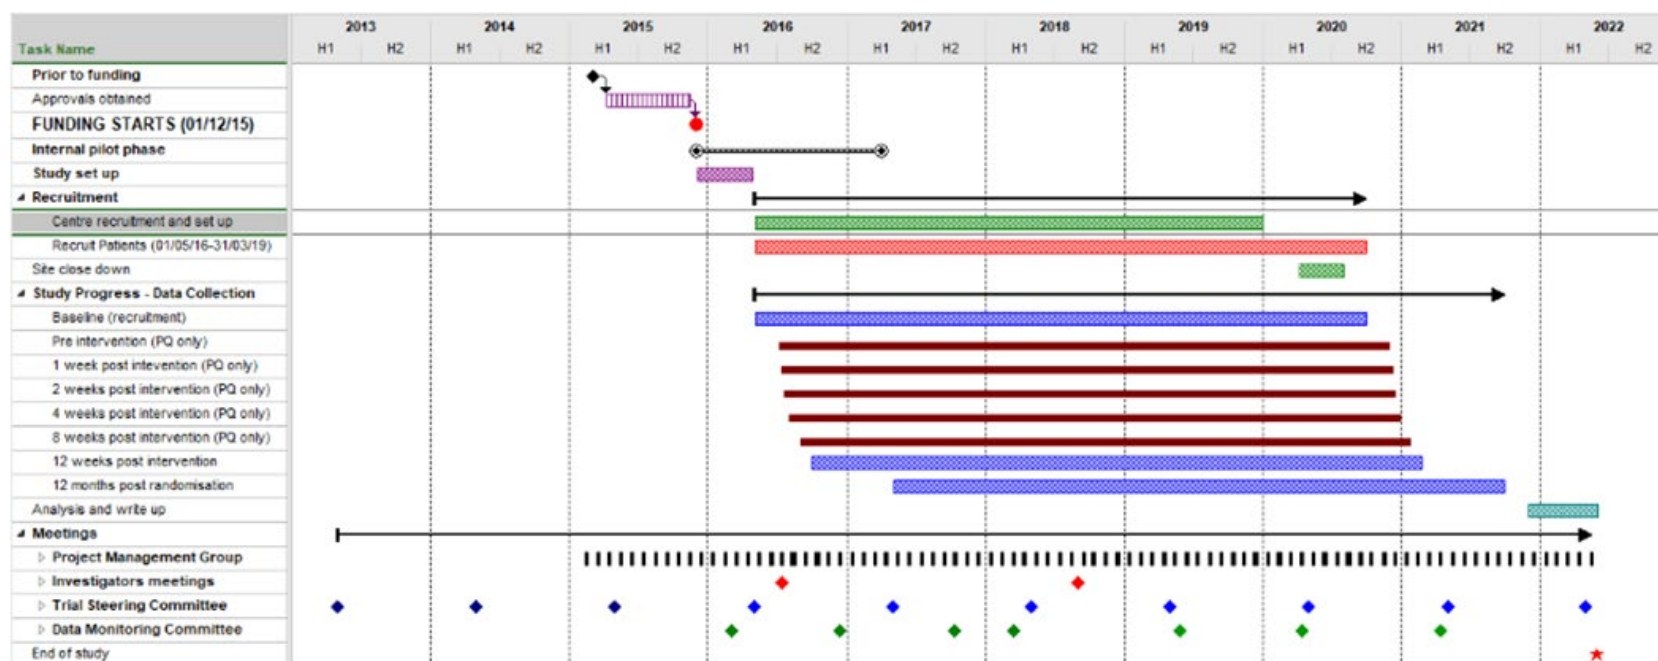 2013 2014 2015 2016 2017 2018 2019 2020 2021 2022
Task Name H1 H2 H1 H2 H1 H2 H1 H2 H1 H2 H1 H2 H1 H2 H1 H2 H1 H2 H1 H2
Prior to funding
Approvals obtained
FUNDING STARTS (01/12/15)
Internal pilot phase
Study set up
Recruitment
Centre recruitment and set up
Recruit Patients (01/05/16-31/03/19)
Site close down
Study Progress - Data Collection
Baseline (recruitment)
Pre intervention (PQ only)
1 week post intevention (PQ only)
2 weeks post intervention (PQ only)
4 weeks post intervention (PQ only)
8 weeks post intervention (PQ only)
12 weeks post intervention
12 months post randomisation
Analysis and write up
Meetings
Project Management Group
Investigators meetings
Trial Steering Committee
Data Monitoring Committee
End of study